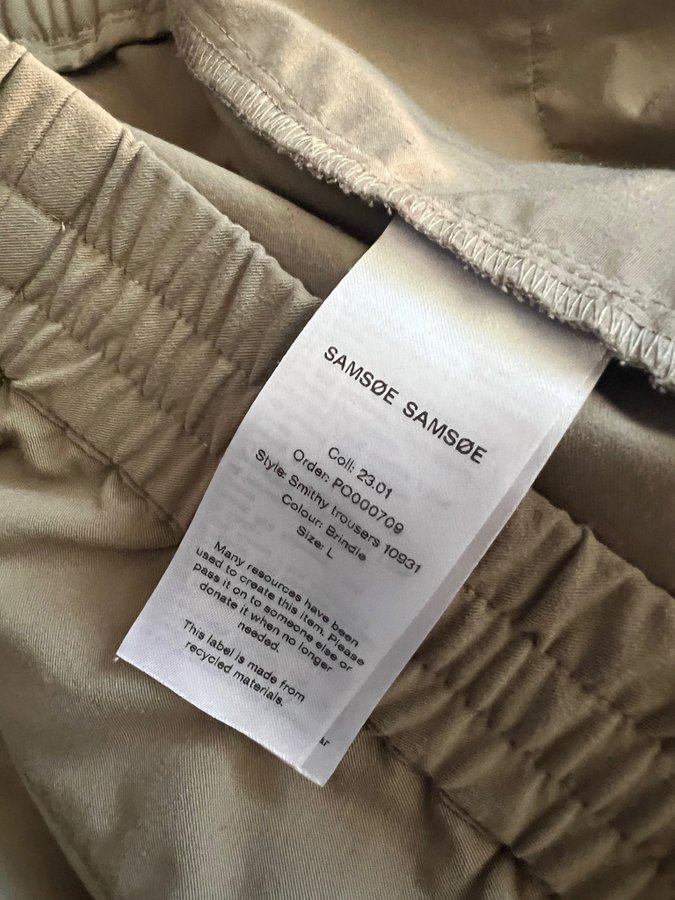 SAMSØE SAMSØE
Coll: 23.01
Order: PO000709
Style: Smithy trousers 10931
Colour: Brindle
Size: L
Many resources have been
used to create this item. Please
pass it on to someone else or
donate it when no longer
needed.
This label is made from
recycled materials.